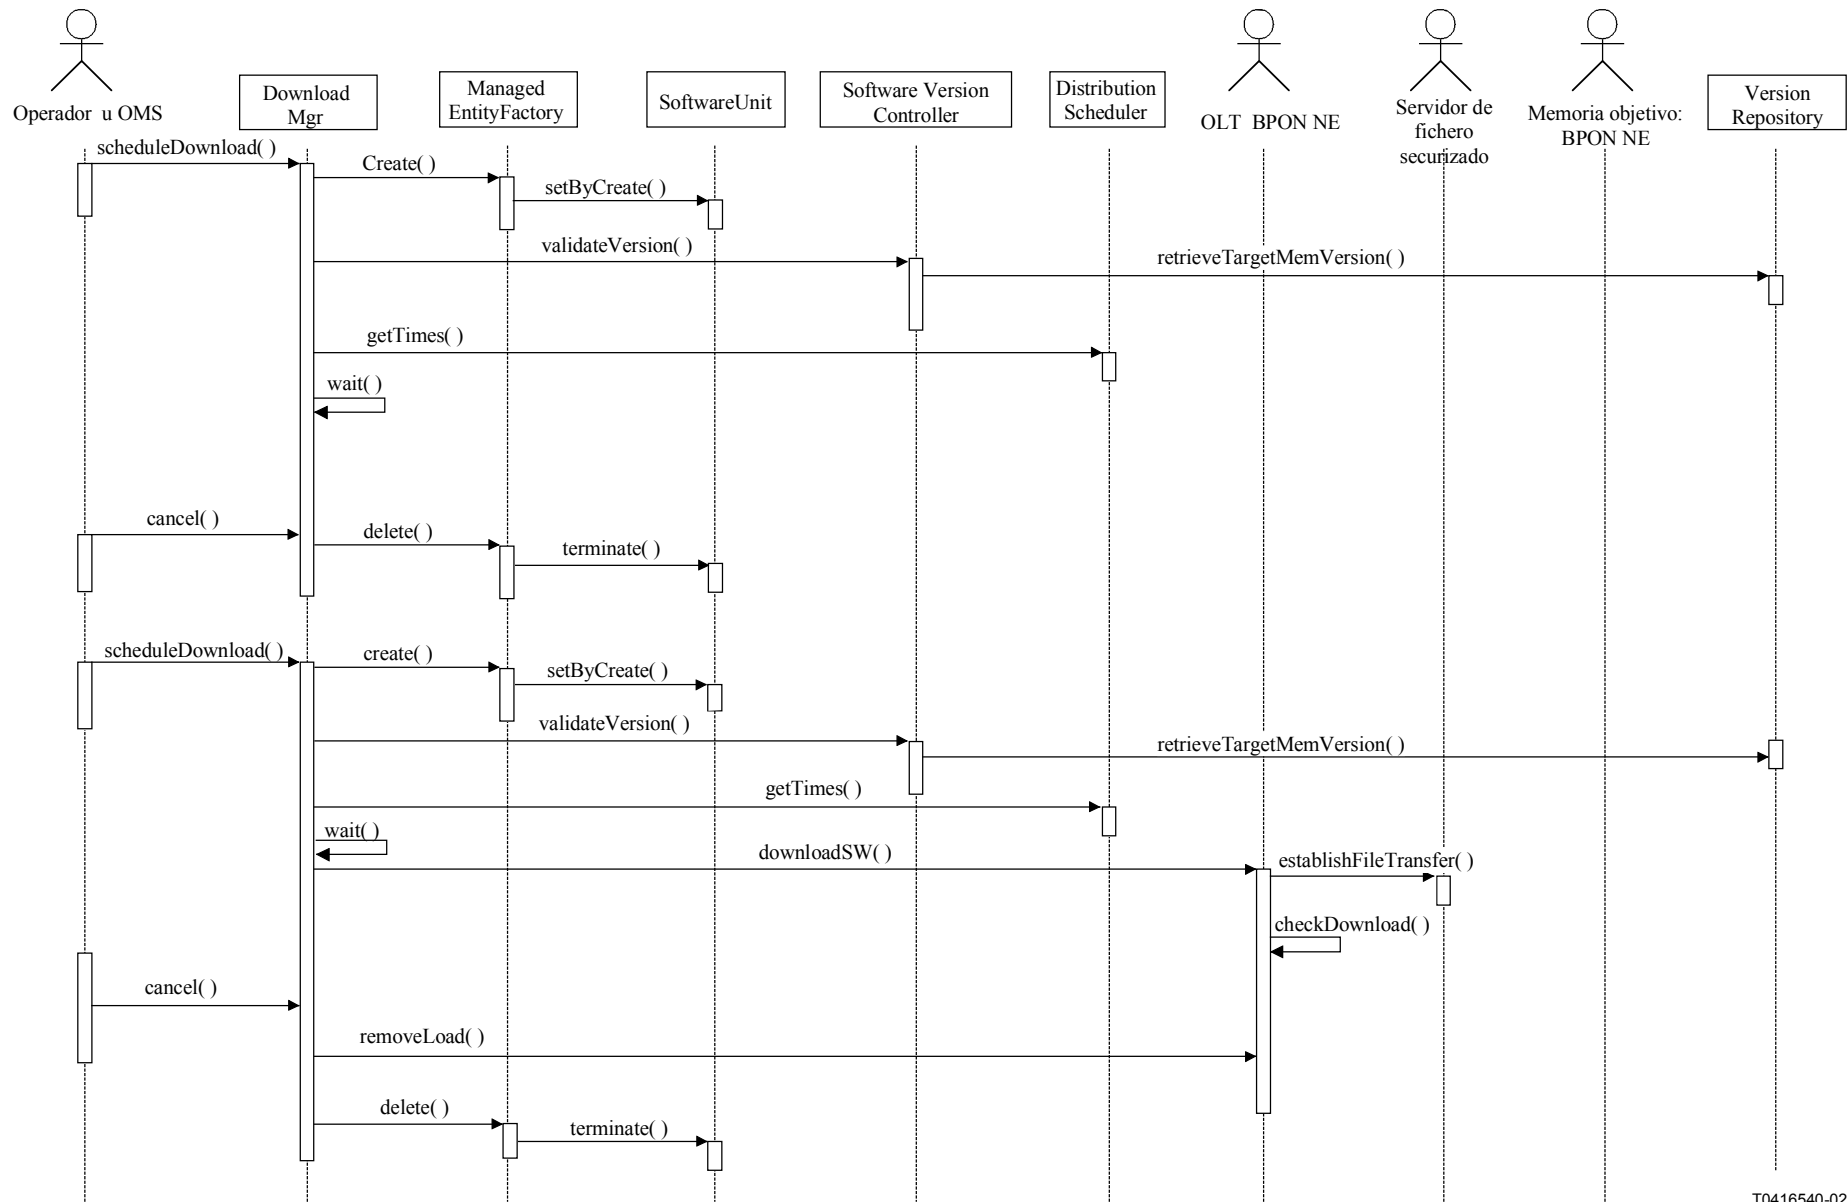 Operador u OMS
Download
Mgr
Managed
EntityFactory
SoftwareUnit
Software Version
Controller
Distribution
Scheduler
OLT BPON NE
Servidor de
fichero
securizado
Memoria objetivo:
BPON NE
Version
Repository
scheduleDownload( )
Create( )
setByCreate( )
validateVersion( )
retrieveTargetMemVersion( )
getTimes( )
wait( )
cancel( )
delete( )
terminate( )
scheduleDownload( )
create( )
setByCreate( )
validateVersion( )
retrieveTargetMemVersion( )
getTimes( )
wait( )
downloadSW( )
establishFileTransfer( )
checkDownload( )
cancel( )
removeLoad( )
delete( )
terminate( )
T0416540-02